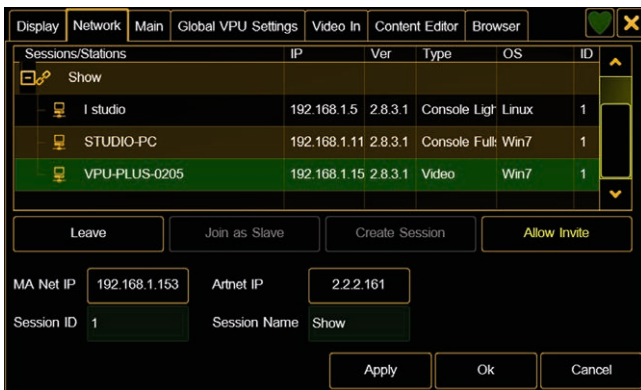 Display Network Main Global VPU Settings Video In Content Editor Browser
Sessions/Stations IP Ver Type OS ID
Show
I studio 192.168.1.5 2.8.3.1 Console Ligh Linux 1
STUDIO-PC 192.168.1.11 2.8.3.1 Console Full: Win7 1
VPU-PLUS-0205 192.168.1.15 2.8.3.1 Video Win7 1
Leave Join as Slave Create Session Allow Invite
MA Net IP 192.168.1.153 Artnet IP 2.2.2.161
Session ID 1 Session Name Show
Apply Ok Cancel